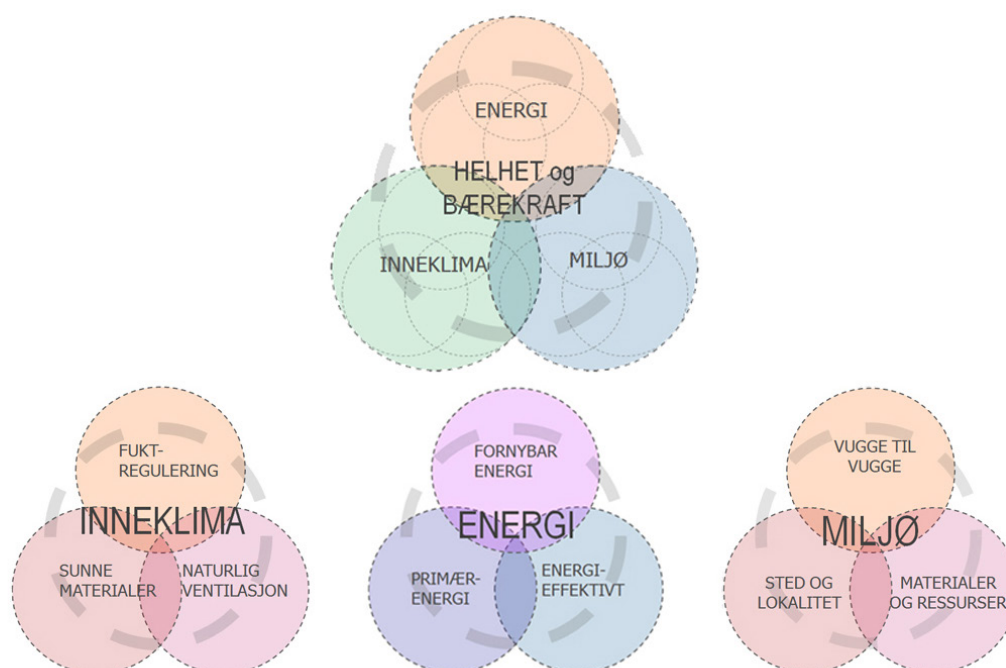 ENERGI
HELHET og
BÆREKRAFT
INNEKLIMA
MILJØ
FUKT-
REGULERING
INNEKLIMA
SUNNE
MATERIALER
NATURLIG
VENTILASJON
FORNYBAR
ENERGI
ENERGI
PRIMÆR-
ENERGI
ENERGI-
EFFEKTIVT
VUGGE TIL
VUGGE
MILJØ
STED OG
LOKALITET
MATERIALER
OG RESSURSER